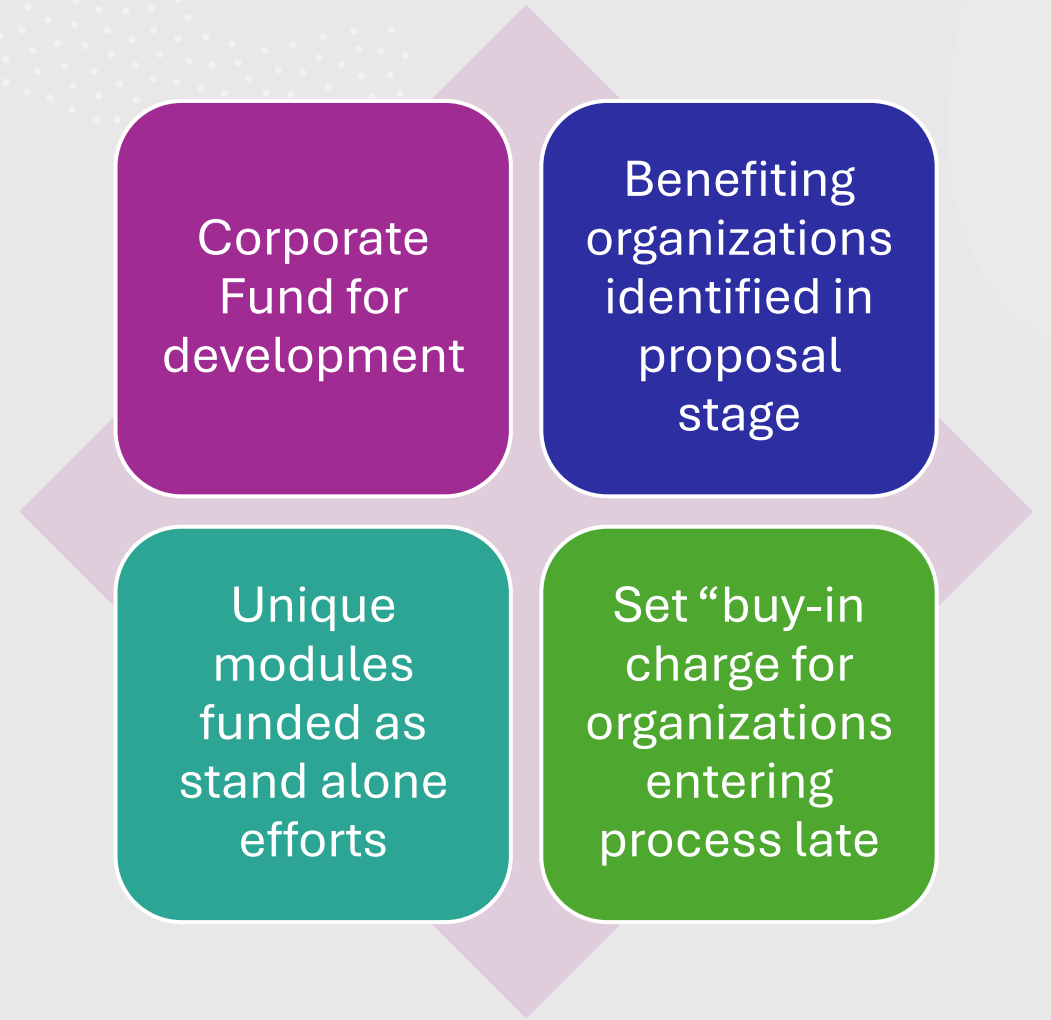 Corporate
Fund for
development
Benefiting
organizations
identified in
proposal
stage
Unique
modules
funded as
stand alone
efforts
Set “buy-in
charge for
organizations
entering
process late